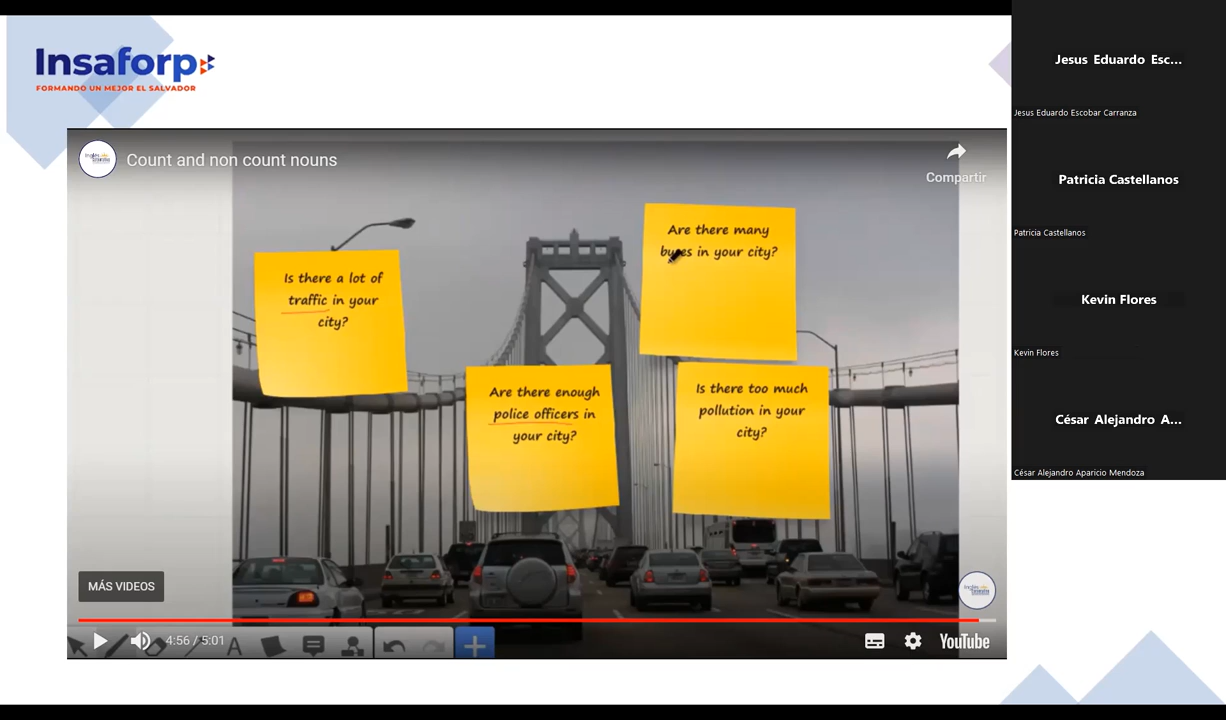 Insaforp
FORMANDO UN MEJOR EL SALVADOR
Count and non count nouns
Compartir
Is there a lot of
traffic in your
city?
Are there many
in your city?
Are there enough
police officers in
your city?
Is there too much
pollution in your
city?
MÁS VIDEOS
4:56 / 5:01
YouTube
Jesus Eduardo Esc...
Jesus Eduardo Escobar Carranza
Patricia Castellanos
Patricia Castellanos
Kevin Flores
Kevin Flores
César Alejandro A...
César Alejandro Aparicio Mendoza